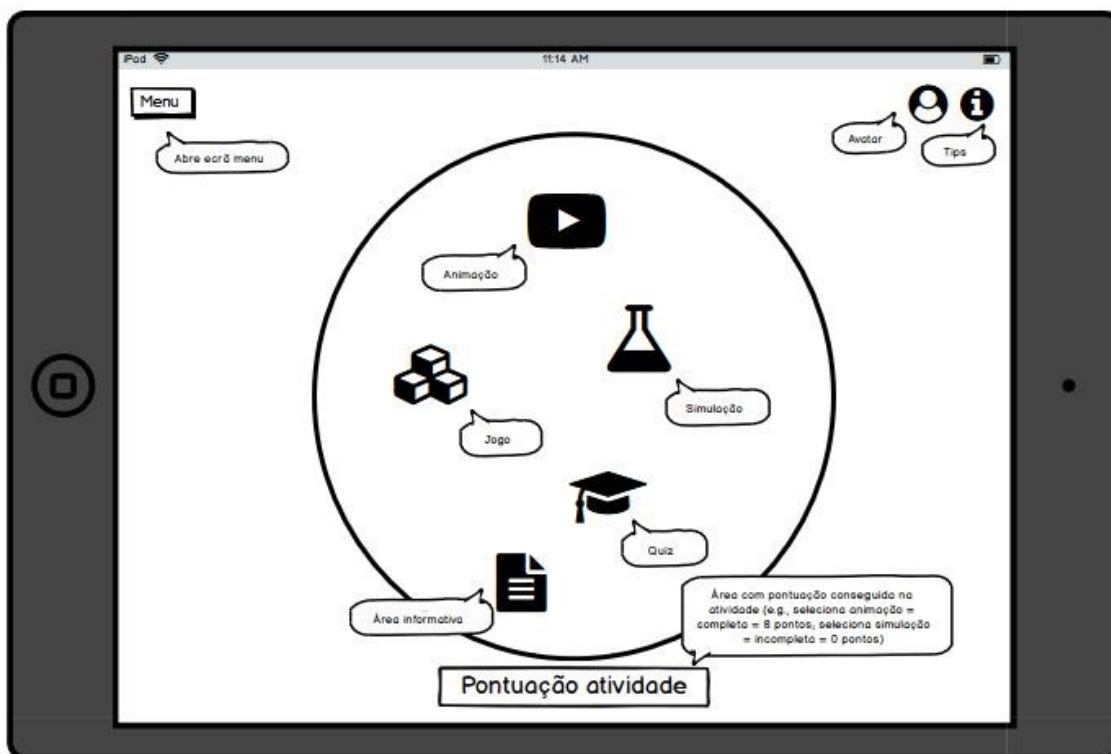 iPad
11:14 AM
Menu
Abre ecrã menu
Avatar
Tips
Animação
Simulação
Jogo
Quiz
Área informativa
Área com pontuação conseguida na
atividade (e.g., seleciona animação =
completo = 8 pontos; seleciona simulação
= incompleto = 0 pontos)
Pontuação atividade